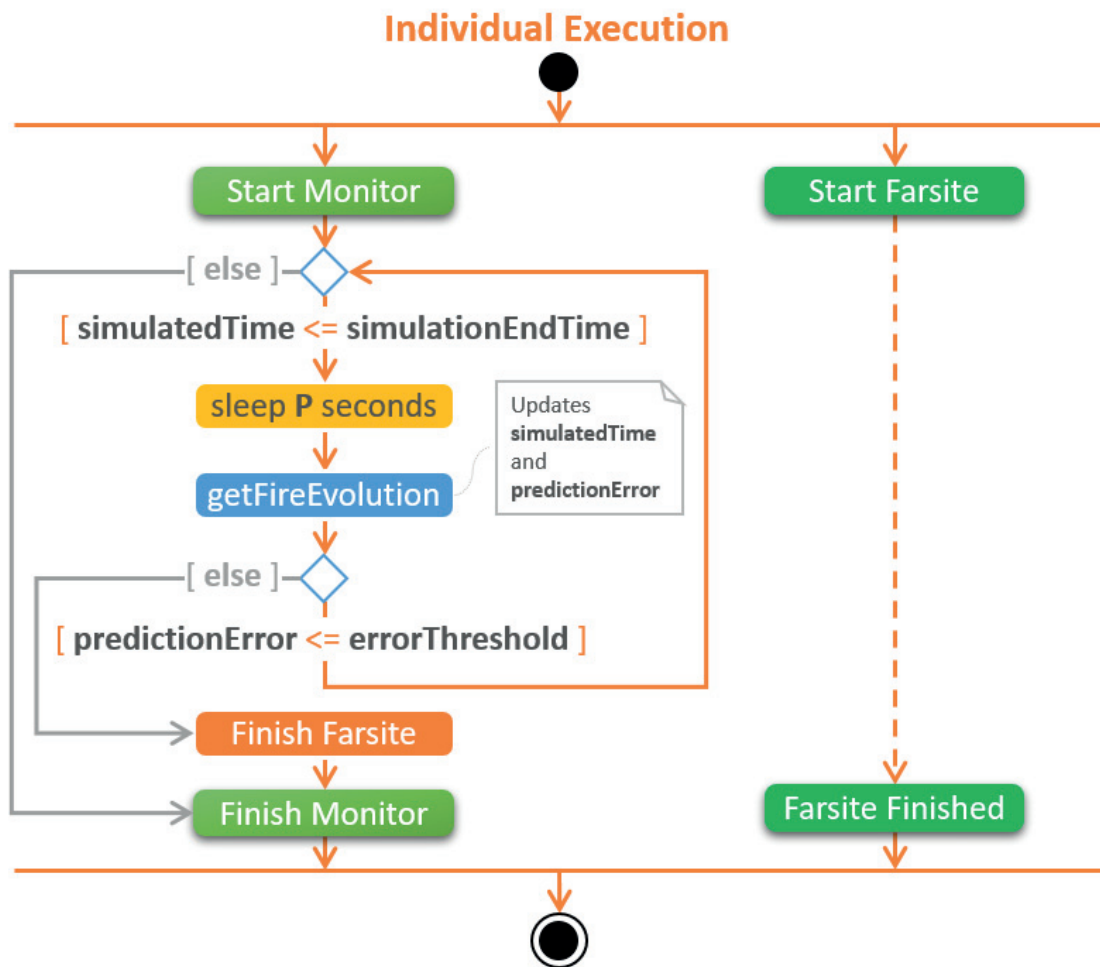 Individual Execution
Start Monitor
Start Farsite
[ else ]
[ simulatedTime <= simulationEndTime ]
sleep P seconds
Updates
simulatedTime
and
predictionError
getFireEvolution
[ else ]
[ predictionError <= errorThreshold ]
Finish Farsite
Finish Monitor
Farsite Finished